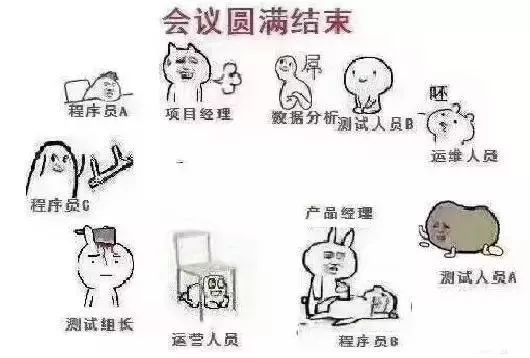 会议圆满结束
程序员A
项目经理
屌
数据分析
测试人员B
呸
运维人员
程序员C
产品经理
测试人员A
测试组长
运营人员
程序员B